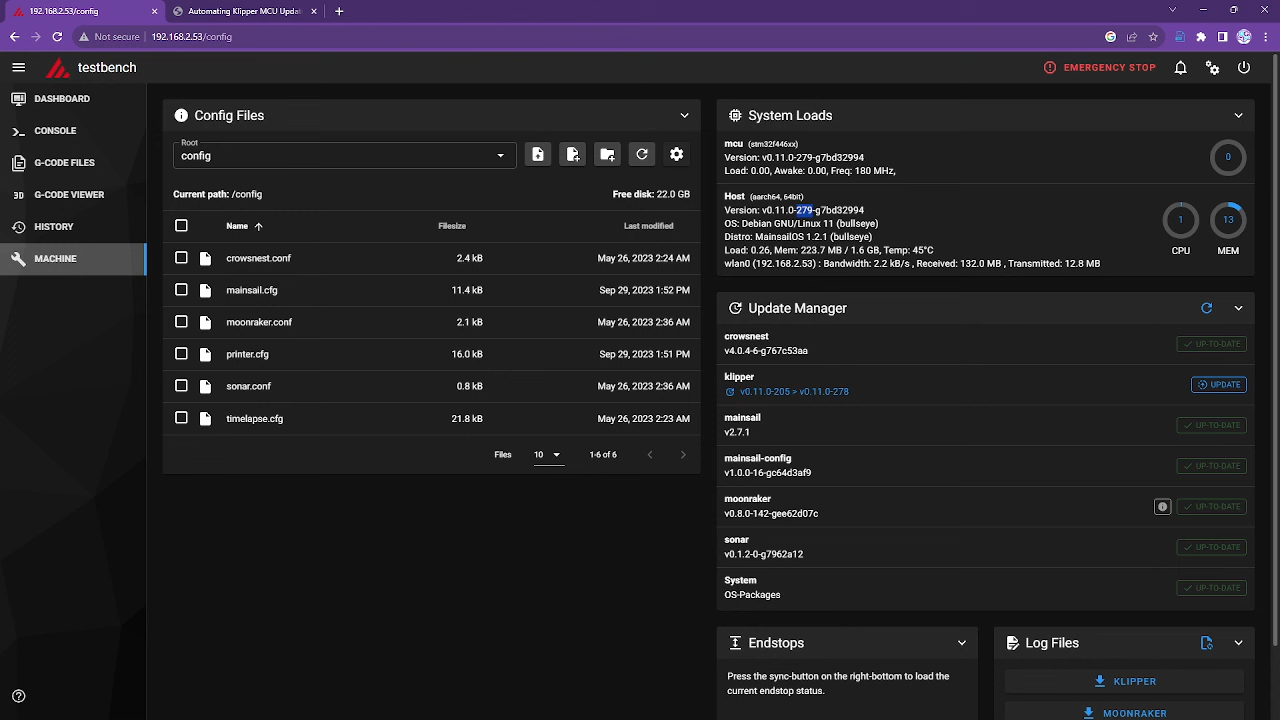 192.168.2.53/config
Automating Klipper MCU Updat
Not secure
192.168.2.53/config
testbench
EMERGENCY STOP
DASHBOARD
CONSOLE
G-CODE FILES
3D
G-CODE VIEWER
HISTORY
MACHINE
Config Files
Root
config
Current path: /config
Free disk: 22.0 GB
Name
Filesize
Last modified
crowsnest.conf
2.4 kB
May 26, 2023 2:24 AM
mainsail.cfg
11.4 kB
Sep 29, 2023 1:52 PM
moonraker.conf
2.1 kB
May 26, 2023 2:36 AM
printer.cfg
16.0 kB
Sep 29, 2023 1:51 PM
sonar.conf
0.8 kB
May 26, 2023 2:36 AM
timelapse.cfg
21.8 kB
May 26, 2023 2:23 AM
Files
10
1-6 of 6
System Loads
mcu (stm32f446xx)
Version: v0.11.0-279-g7bd32994
Load: 0.00, Awake: 0.00, Freq: 180 MHz,
0
Host (aarch64, 64bit)
Version: v0.11.0-279-g7bd32994
OS: Debian GNU/Linux 11 (bullseye)
Distro: MainsailOS 1.2.1 (bullseye)
Load: 0.26, Mem: 223.7 MB / 1.6 GB, Temp: 45°C
wlan0 (192.168.2.53) : Bandwidth: 2.2 kB/s , Received: 132.0 MB , Transmitted: 12.8 MB
1
CPU
13
MEM
Update Manager
crowsnest
v4.0.4-6-g767c53aa
UP-TO-DATE
klipper
v0.11.0-205 > v0.11.0-278
UPDATE
mainsail
v2.7.1
UP-TO-DATE
mainsail-config
v1.0.0-16-gc64d3af9
UP-TO-DATE
moonraker
v0.8.0-142-gee62d07c
UP-TO-DATE
sonar
v0.1.2-0-g7962a12
UP-TO-DATE
System
OS-Packages
UP-TO-DATE
Endstops
Press the sync-button on the right-bottom to load the
current endstop status.
Log Files
KLIPPER
MOONRAKER